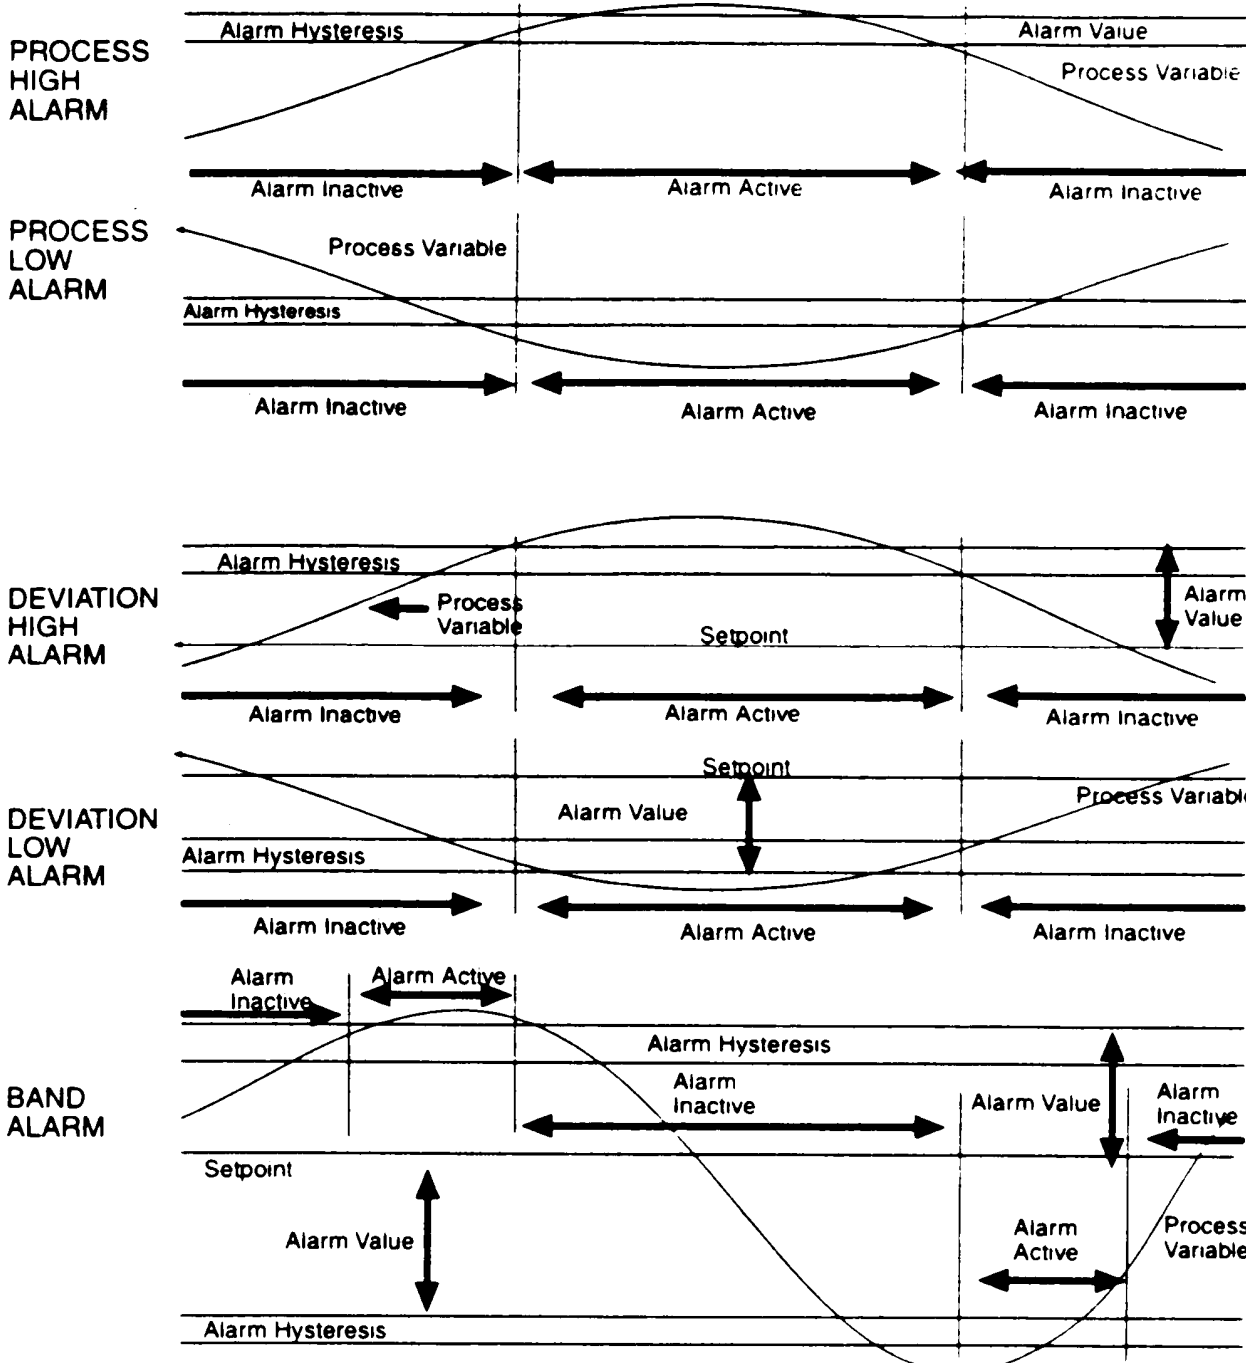 PROCESS
HIGH
ALARM
Alarm Hysteresis
Alarm Value
Process Variable
Alarm Inactive
Alarm Active
Alarm Inactive
PROCESS
LOW
ALARM
Process Variable
Alarm Hysteresis
Alarm Inactive
Alarm Active
Alarm Inactive
DEVIATION
HIGH
ALARM
Alarm Hysteresis
Process
Variable
Setpoint
Alarm
Value
Alarm Inactive
Alarm Active
Alarm Inactive
DEVIATION
LOW
ALARM
Setpoint
Alarm Value
Process Variable
Alarm Hysteresis
Alarm Inactive
Alarm Active
Alarm Inactive
BAND
ALARM
Alarm
Inactive
Alarm Active
Alarm Hysteresis
Alarm
Inactive
Alarm Value
Alarm
Inactive
Setpoint
Alarm Value
Alarm
Active
Process
Variable
Alarm Hysteresis